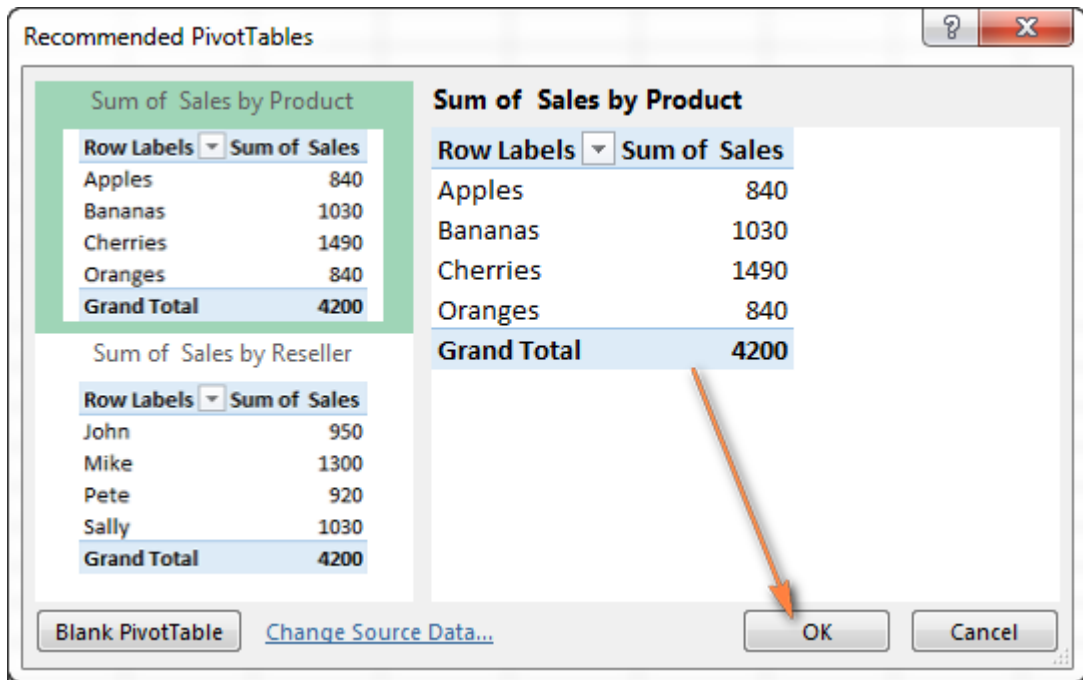 Recommended PivotTables
Sum of Sales by Product
Row Labels Sum of Sales
Apples 840
Bananas 1030
Cherries 1490
Oranges 840
Grand Total 4200
Sum of Sales by Reseller
Row Labels Sum of Sales
John 950
Mike 1300
Pete 920
Sally 1030
Grand Total 4200
Sum of Sales by Product
Row Labels Sum of Sales
Apples 840
Bananas 1030
Cherries 1490
Oranges 840
Grand Total 4200
Blank PivotTable Change Source Data... OK Cancel